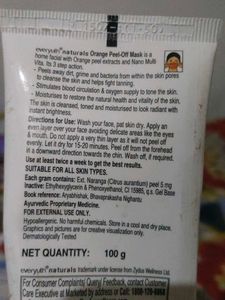 everyuth naturals Orange Peel-Off Mask is a
home facial with Orange peel extracts and Nano Multi
Vita. Its 3 step action.
- Peels away dirt, grime and bacteria from within the skin pores
to cleanse the skin and help fight infections.
- Stimulates blood circulation & oxygen supply to tone the skin.
- Moisturises to restore the natural health and vitality of the skin.
The skin is cleansed, toned and moisturised to look radiant with
instant brightness.
Directions for Use: Wash your face, pat skin dry. Apply an
even layer over your face avoiding delicate areas like the eyes
& mouth. Do not apply a very thin layer as it will not peel off
evenly. Let it dry for 15-20 minutes. Peel off from the forehead
in a downward direction towards the chin. Wash off, if required.
Use at least twice a week to get the best results.
SUITABLE FOR ALL SKIN TYPES.
Each gram contains: Ext. Naranga (Citrus aurantium) peel 5 mg
Inactive: Ethylhexyglycerin & Phenoxyethanol, CI 15985, q.s. Gel Base
Book reference: Aryabhishak, Bhavprakasha Nighantu
Ayurvedic Proprietary Medicine.
FOR EXTERNAL USE ONLY.
Hypoallergenic. No harmful chemicals. Store in a cool and dry place.
Graphics and pictures are for creative visualization only.
Dermatologically Tested
NET QUANTITY: 100 g
everyuth naturals trademark under license from Zydus Wellness Ltd.
For Consumer Complaints/ Query/ Feedback, contact Customer
Care Executive at Marketed by address or Call: